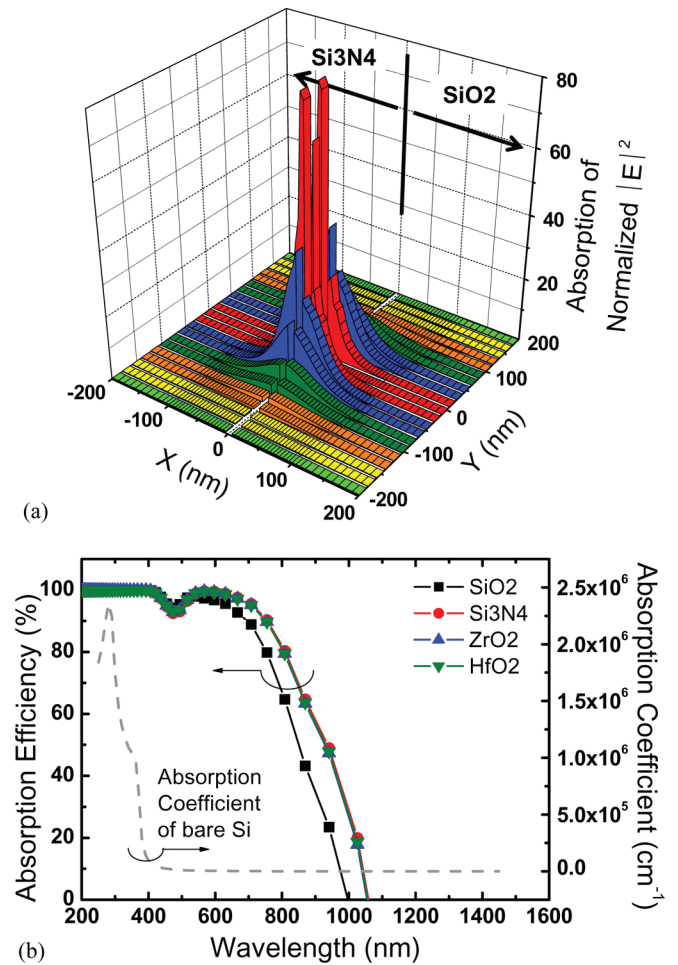 Si3N4
SiO2
80
60
40
20
Absorption of
Normalized |E|²
-200
-100
0
100
200
X (nm)
200
100
0
-100
-200
Y (nm)
(a)
Absorption Efficiency (%)
100
80
60
40
20
0
SiO2
Si3N4
ZrO2
HfO2
Absorption
Coefficient
of bare Si
2.5x10⁶
2.0x10⁶
1.5x10⁶
1.0x10⁶
5.0x10⁵
0.0
Absorption Coefficient (cm⁻¹)
200 400 600 800 1000 1200 1400 1600
Wavelength (nm)
(b)